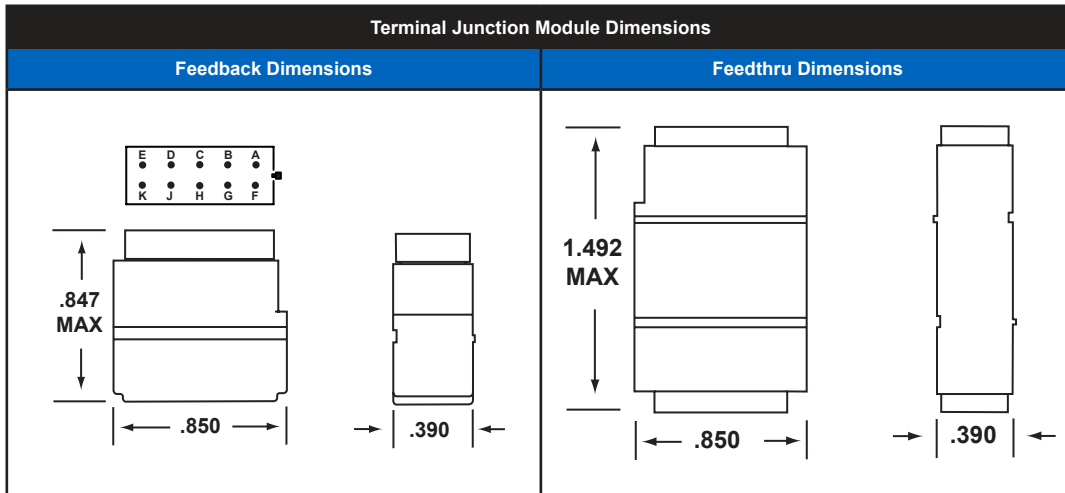 Terminal Junction Module Dimensions
Feedback Dimensions
Feedthru Dimensions
E D C B A
K J H G F
.847
MAX
.850
.390
1.492
MAX
.850
.390